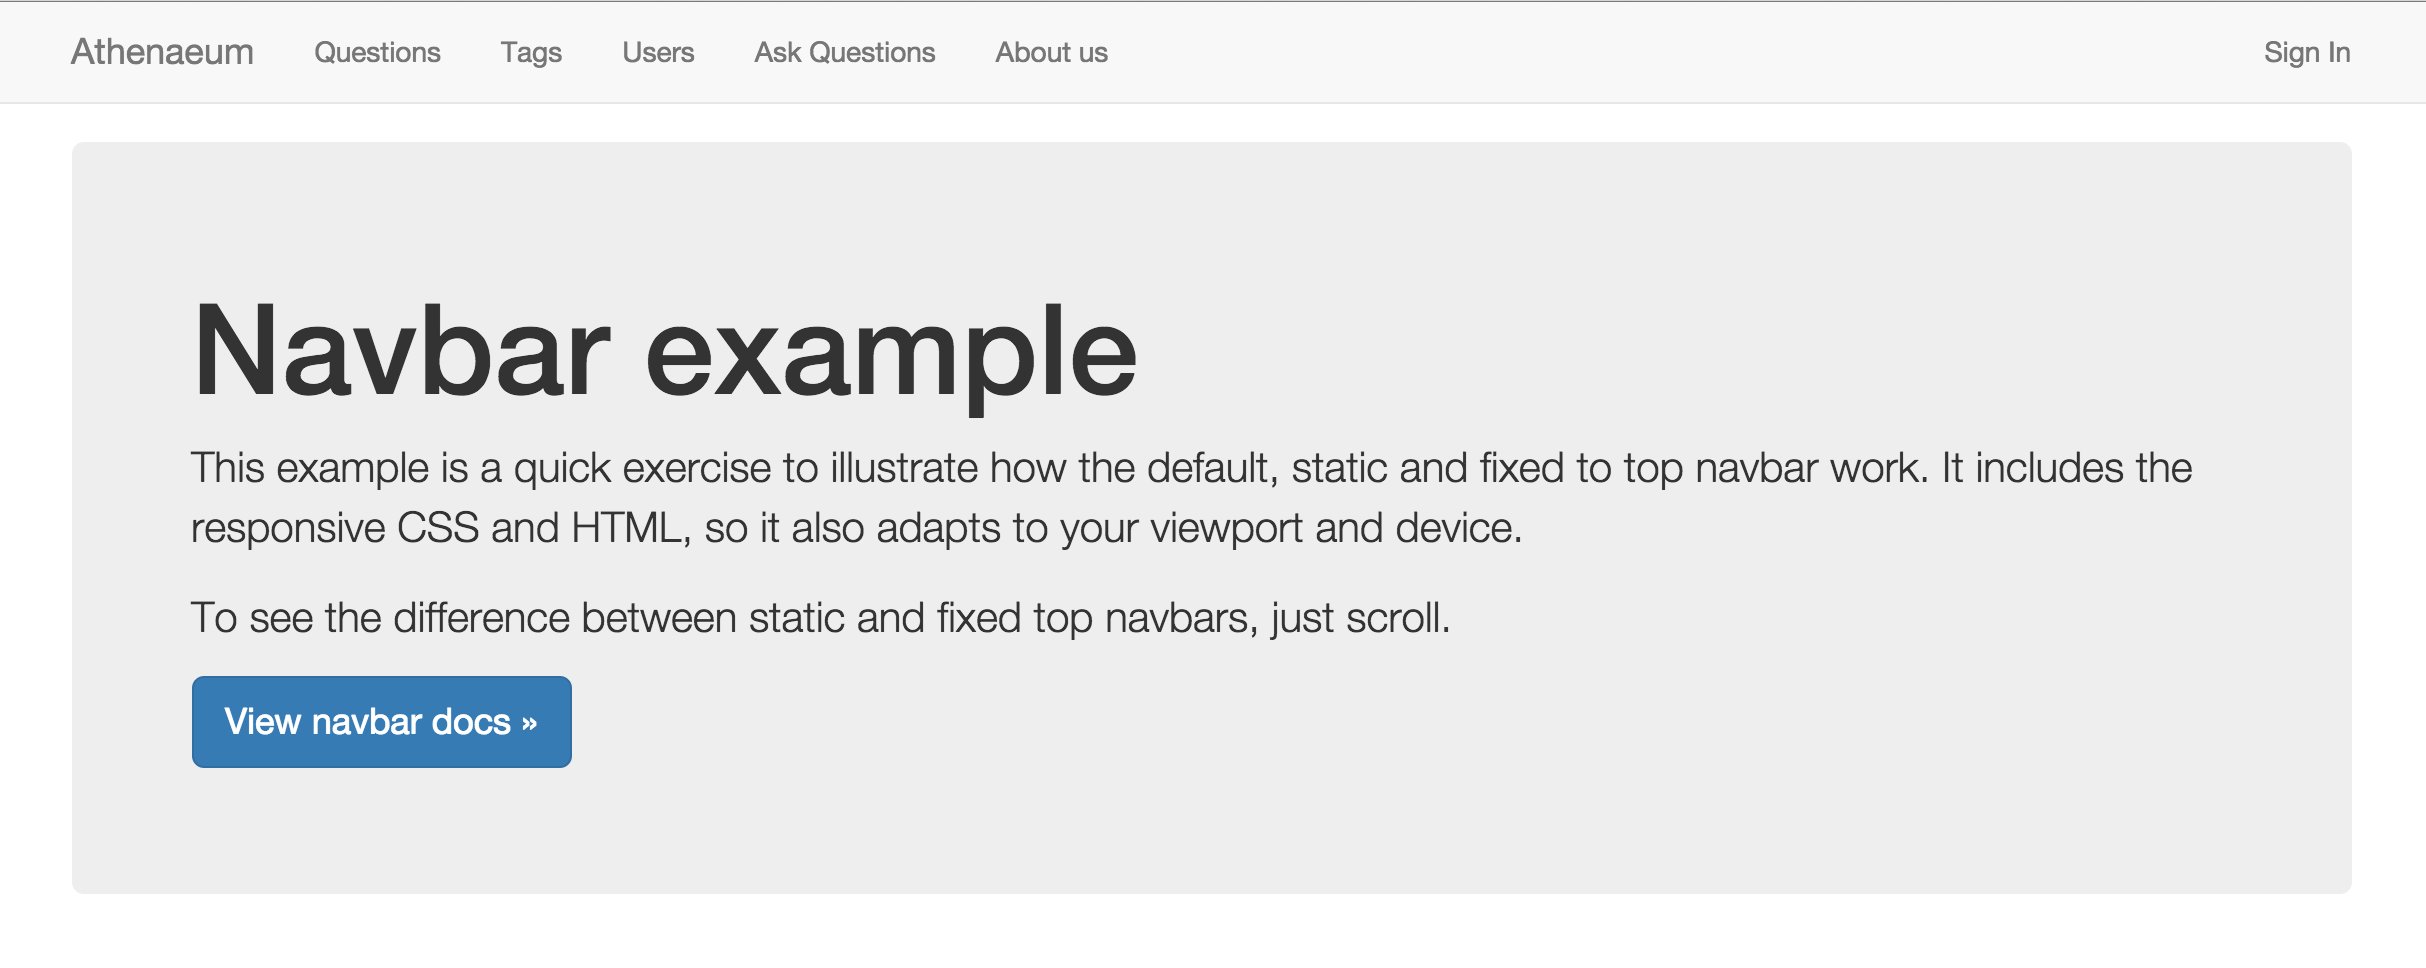 Athenaeum Questions Tags Users Ask Questions About us Sign In
Navbar example
This example is a quick exercise to illustrate how the default, static and fixed to top navbar work. It includes the
responsive CSS and HTML, so it also adapts to your viewport and device.
To see the difference between static and fixed top navbars, just scroll.
View navbar docs »